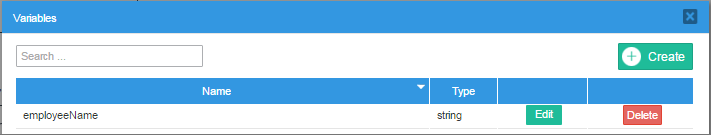 Variables
Search ...
Create
Name Type
employeeName string Edit Delete